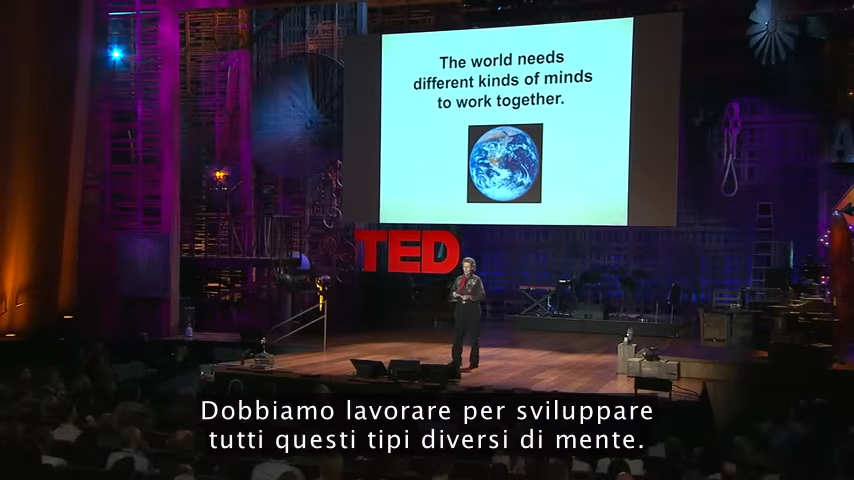 The world needs
different kinds of minds
to work together.
TED
Dobbiamo lavorare per sviluppare
tutti questi tipi diversi di mente.